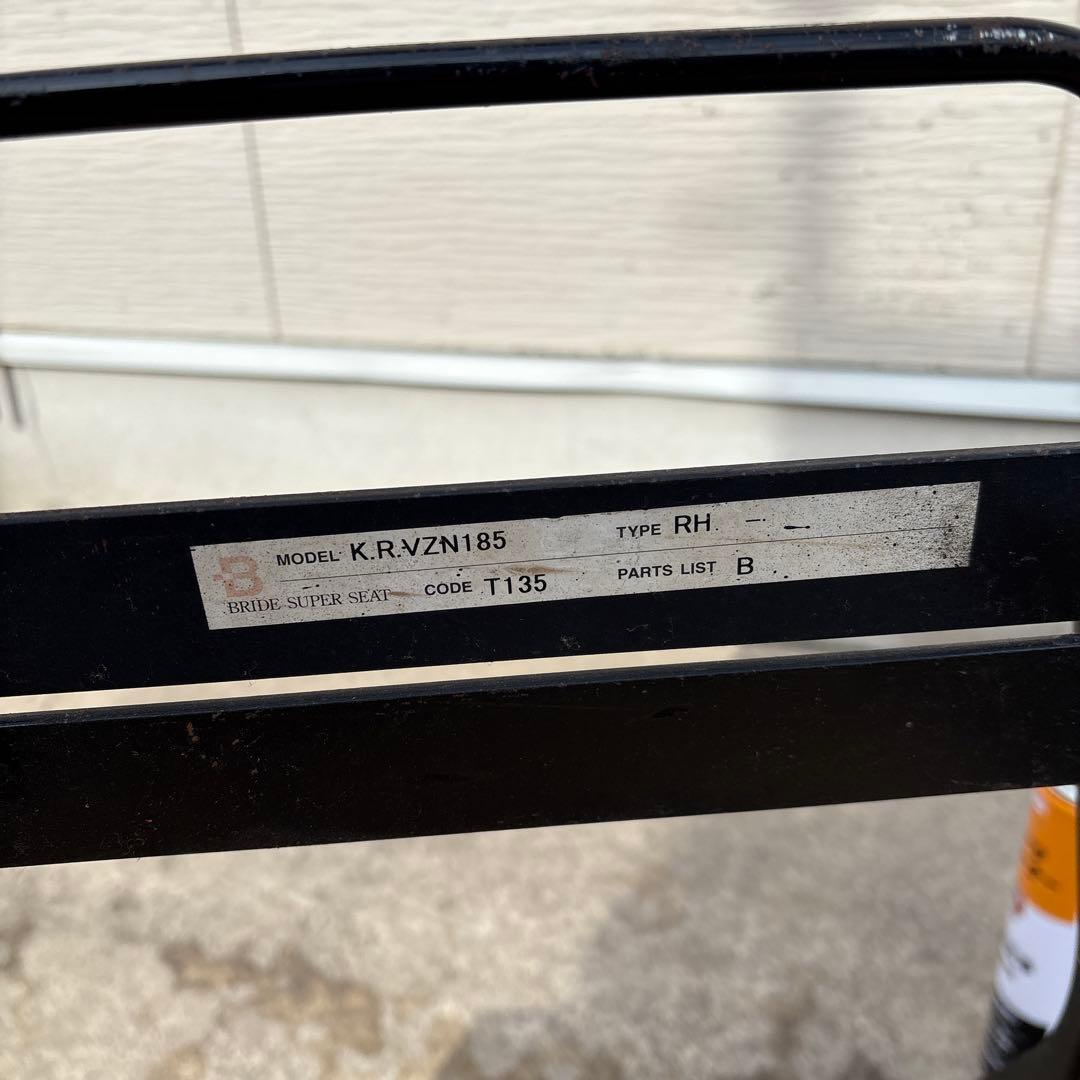 MODEL K.R.VZN185 TYPE RH
B
BRIDE SUPER SEAT CODE T135 PARTS LIST B